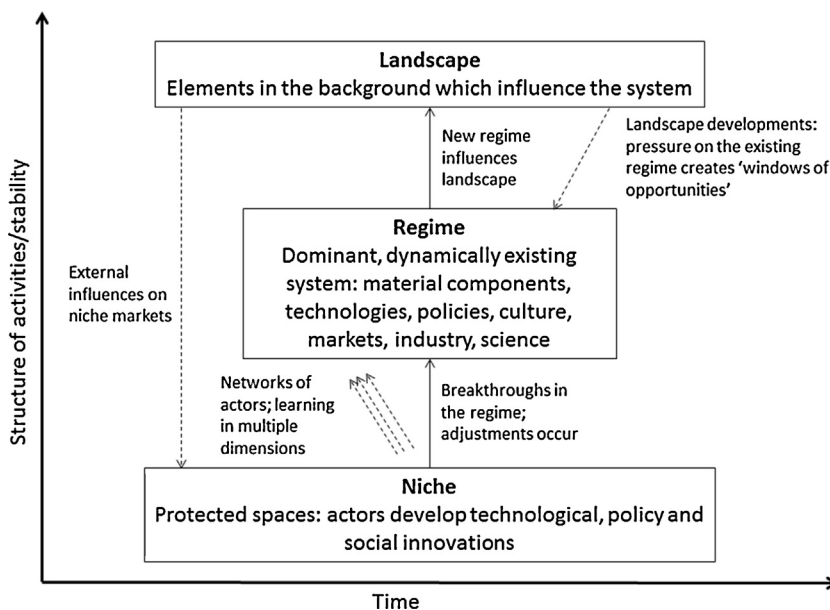 Landscape
Elements in the background which influence the system
New regime
influences
landscape
Landscape developments:
pressure on the existing
regime creates ‘windows of
opportunities’
Regime
Dominant, dynamically existing
system: material components,
technologies, policies, culture,
markets, industry, science
External
influences on
niche markets
Networks of
actors; learning
in multiple
dimensions
Breakthroughs in
the regime;
adjustments occur
Niche
Protected spaces: actors develop technological, policy and
social innovations
Structure of activities/stability
Time